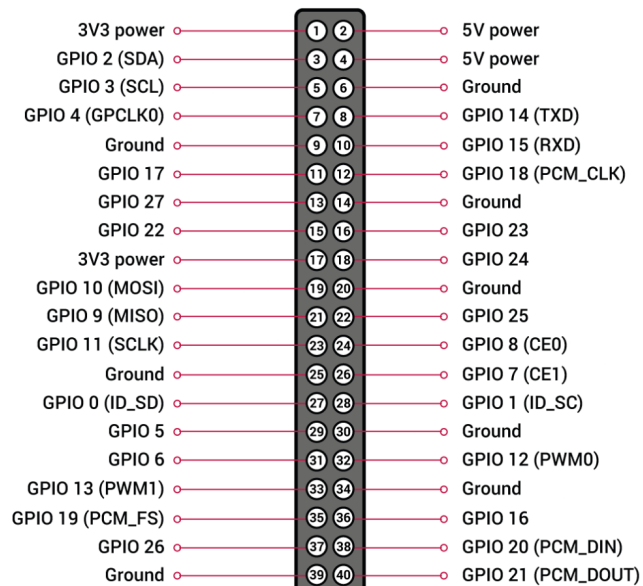 3V3 power 1 2 5V power
GPIO 2 (SDA) 3 4 5V power
GPIO 3 (SCL) 5 6 Ground
GPIO 4 (GPCLK0) 7 8 GPIO 14 (TXD)
Ground 9 10 GPIO 15 (RXD)
GPIO 17 11 12 GPIO 18 (PCM_CLK)
GPIO 27 13 14 Ground
GPIO 22 15 16 GPIO 23
3V3 power 17 18 GPIO 24
GPIO 10 (MOSI) 19 20 Ground
GPIO 9 (MISO) 21 22 GPIO 25
GPIO 11 (SCLK) 23 24 GPIO 8 (CE0)
Ground 25 26 GPIO 7 (CE1)
GPIO 0 (ID_SD) 27 28 GPIO 1 (ID_SC)
GPIO 5 29 30 Ground
GPIO 6 31 32 GPIO 12 (PWM0)
GPIO 13 (PWM1) 33 34 Ground
GPIO 19 (PCM_FS) 35 36 GPIO 16
GPIO 26 37 38 GPIO 20 (PCM_DIN)
Ground 39 40 GPIO 21 (PCM_DOUT)